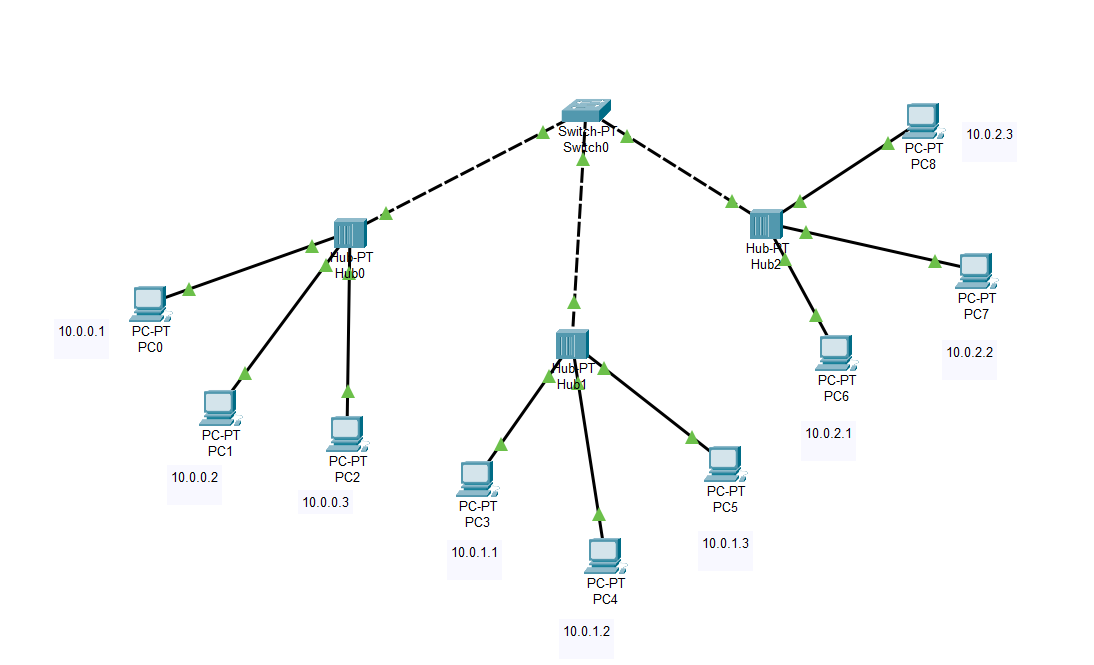 Switch-PT
Switch0
PC-PT
PC8
10.0.2.3
Hub-PT
Hub0
Hub-PT
Hub2
PC-PT
PC7
10.0.2.2
PC-PT
PC0
10.0.0.1
PC-PT
PC6
10.0.2.1
Hub-PT
Hub1
PC-PT
PC1
10.0.0.2
PC-PT
PC2
10.0.0.3
PC-PT
PC3
10.0.1.1
PC-PT
PC5
10.0.1.3
PC-PT
PC4
10.0.1.2